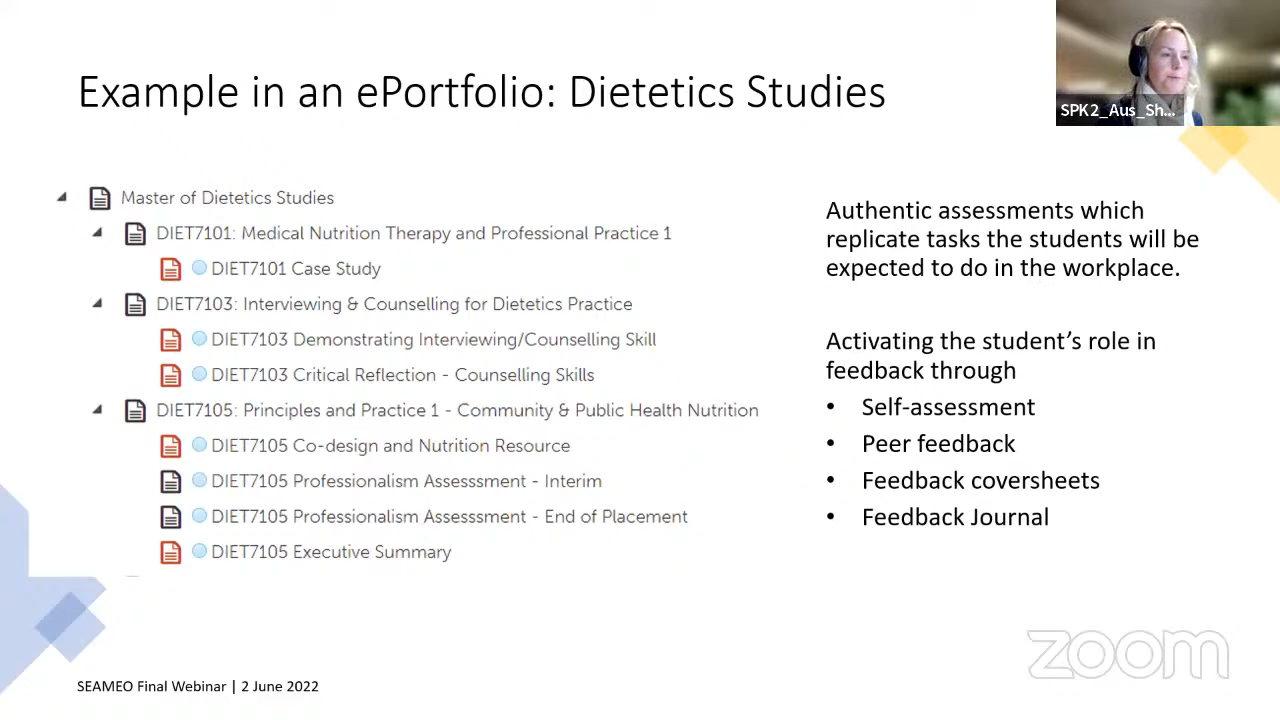 Example in an ePortfolio: Dietetics Studies
SPK2_Aus_Sh...
Master of Dietetics Studies
DIET7101: Medical Nutrition Therapy and Professional Practice 1
DIET7101 Case Study
DIET7103: Interviewing & Counselling for Dietetics Practice
DIET7103 Demonstrating Interviewing/Counselling Skill
DIET7103 Critical Reflection - Counselling Skills
DIET7105: Principles and Practice 1 - Community & Public Health Nutrition
DIET7105 Co-design and Nutrition Resource
DIET7105 Professionalism Assesssment - Interim
DIET7105 Professionalism Assesssment - End of Placement
DIET7105 Executive Summary
Authentic assessments which
replicate tasks the students will be
expected to do in the workplace.
Activating the student’s role in
feedback through
• Self-assessment
• Peer feedback
• Feedback coversheets
• Feedback Journal
zoom
SEAMEO Final Webinar | 2 June 2022